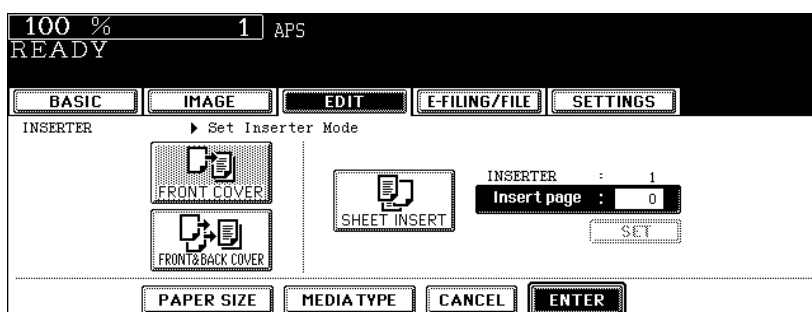 100 % 1 APS
READY
BASIC IMAGE EDIT E-FILING/FILE SETTINGS
INSERTER ▶ Set Inserter Mode
FRONT COVER
SHEET INSERT
INSERTER : 1
Insert page : 0
SET
FRONT&BACK COVER
PAPER SIZE MEDIA TYPE CANCEL ENTER